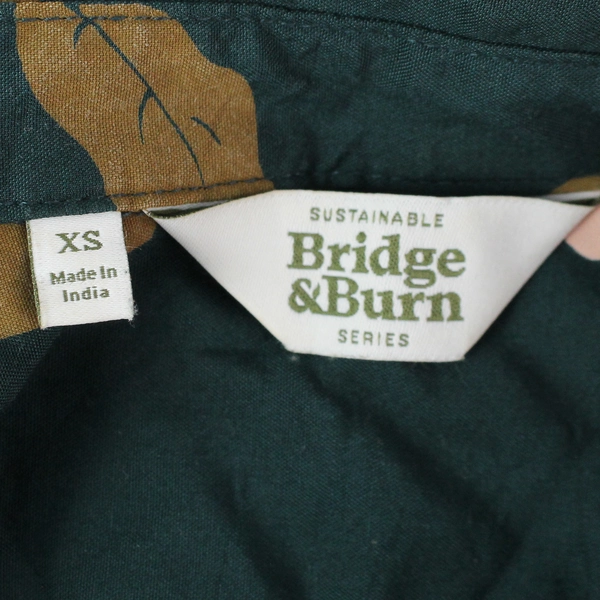 XS
Made In
India
SUSTAINABLE
Bridge
&Burn
SERIES